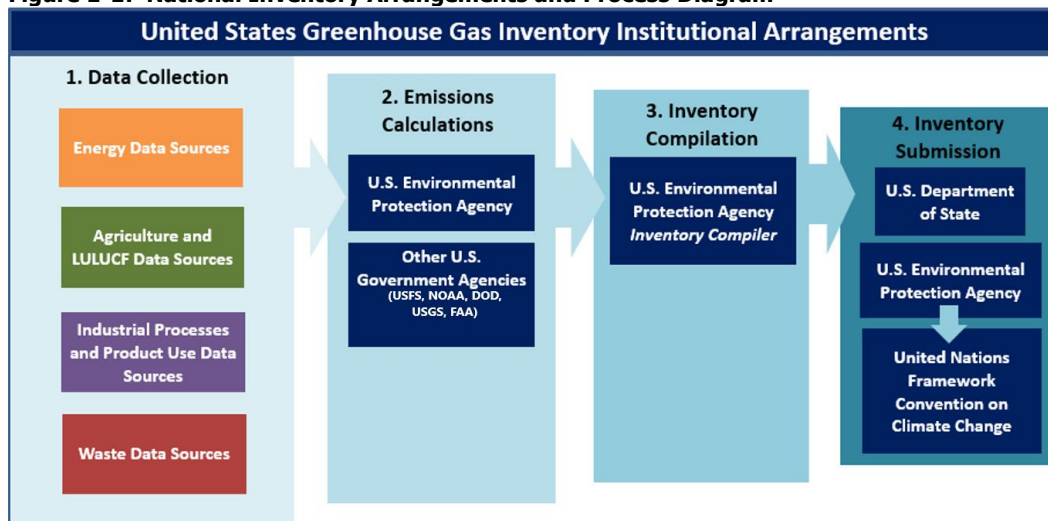 United States Greenhouse Gas Inventory Institutional Arrangements
1. Data Collection
Energy Data Sources
Agriculture and
LULUCF Data Sources
Industrial Processes
and Product Use Data
Sources
Waste Data Sources
2. Emissions
Calculations
U.S. Environmental
Protection Agency
Other U.S.
Government Agencies
(USFS, NOAA, DOD,
USGS, FAA)
3. Inventory
Compilation
U.S. Environmental
Protection Agency
Inventory Compiler
4. Inventory
Submission
U.S. Department
of State
U.S. Environmental
Protection Agency
United Nations
Framework
Convention on
Climate Change